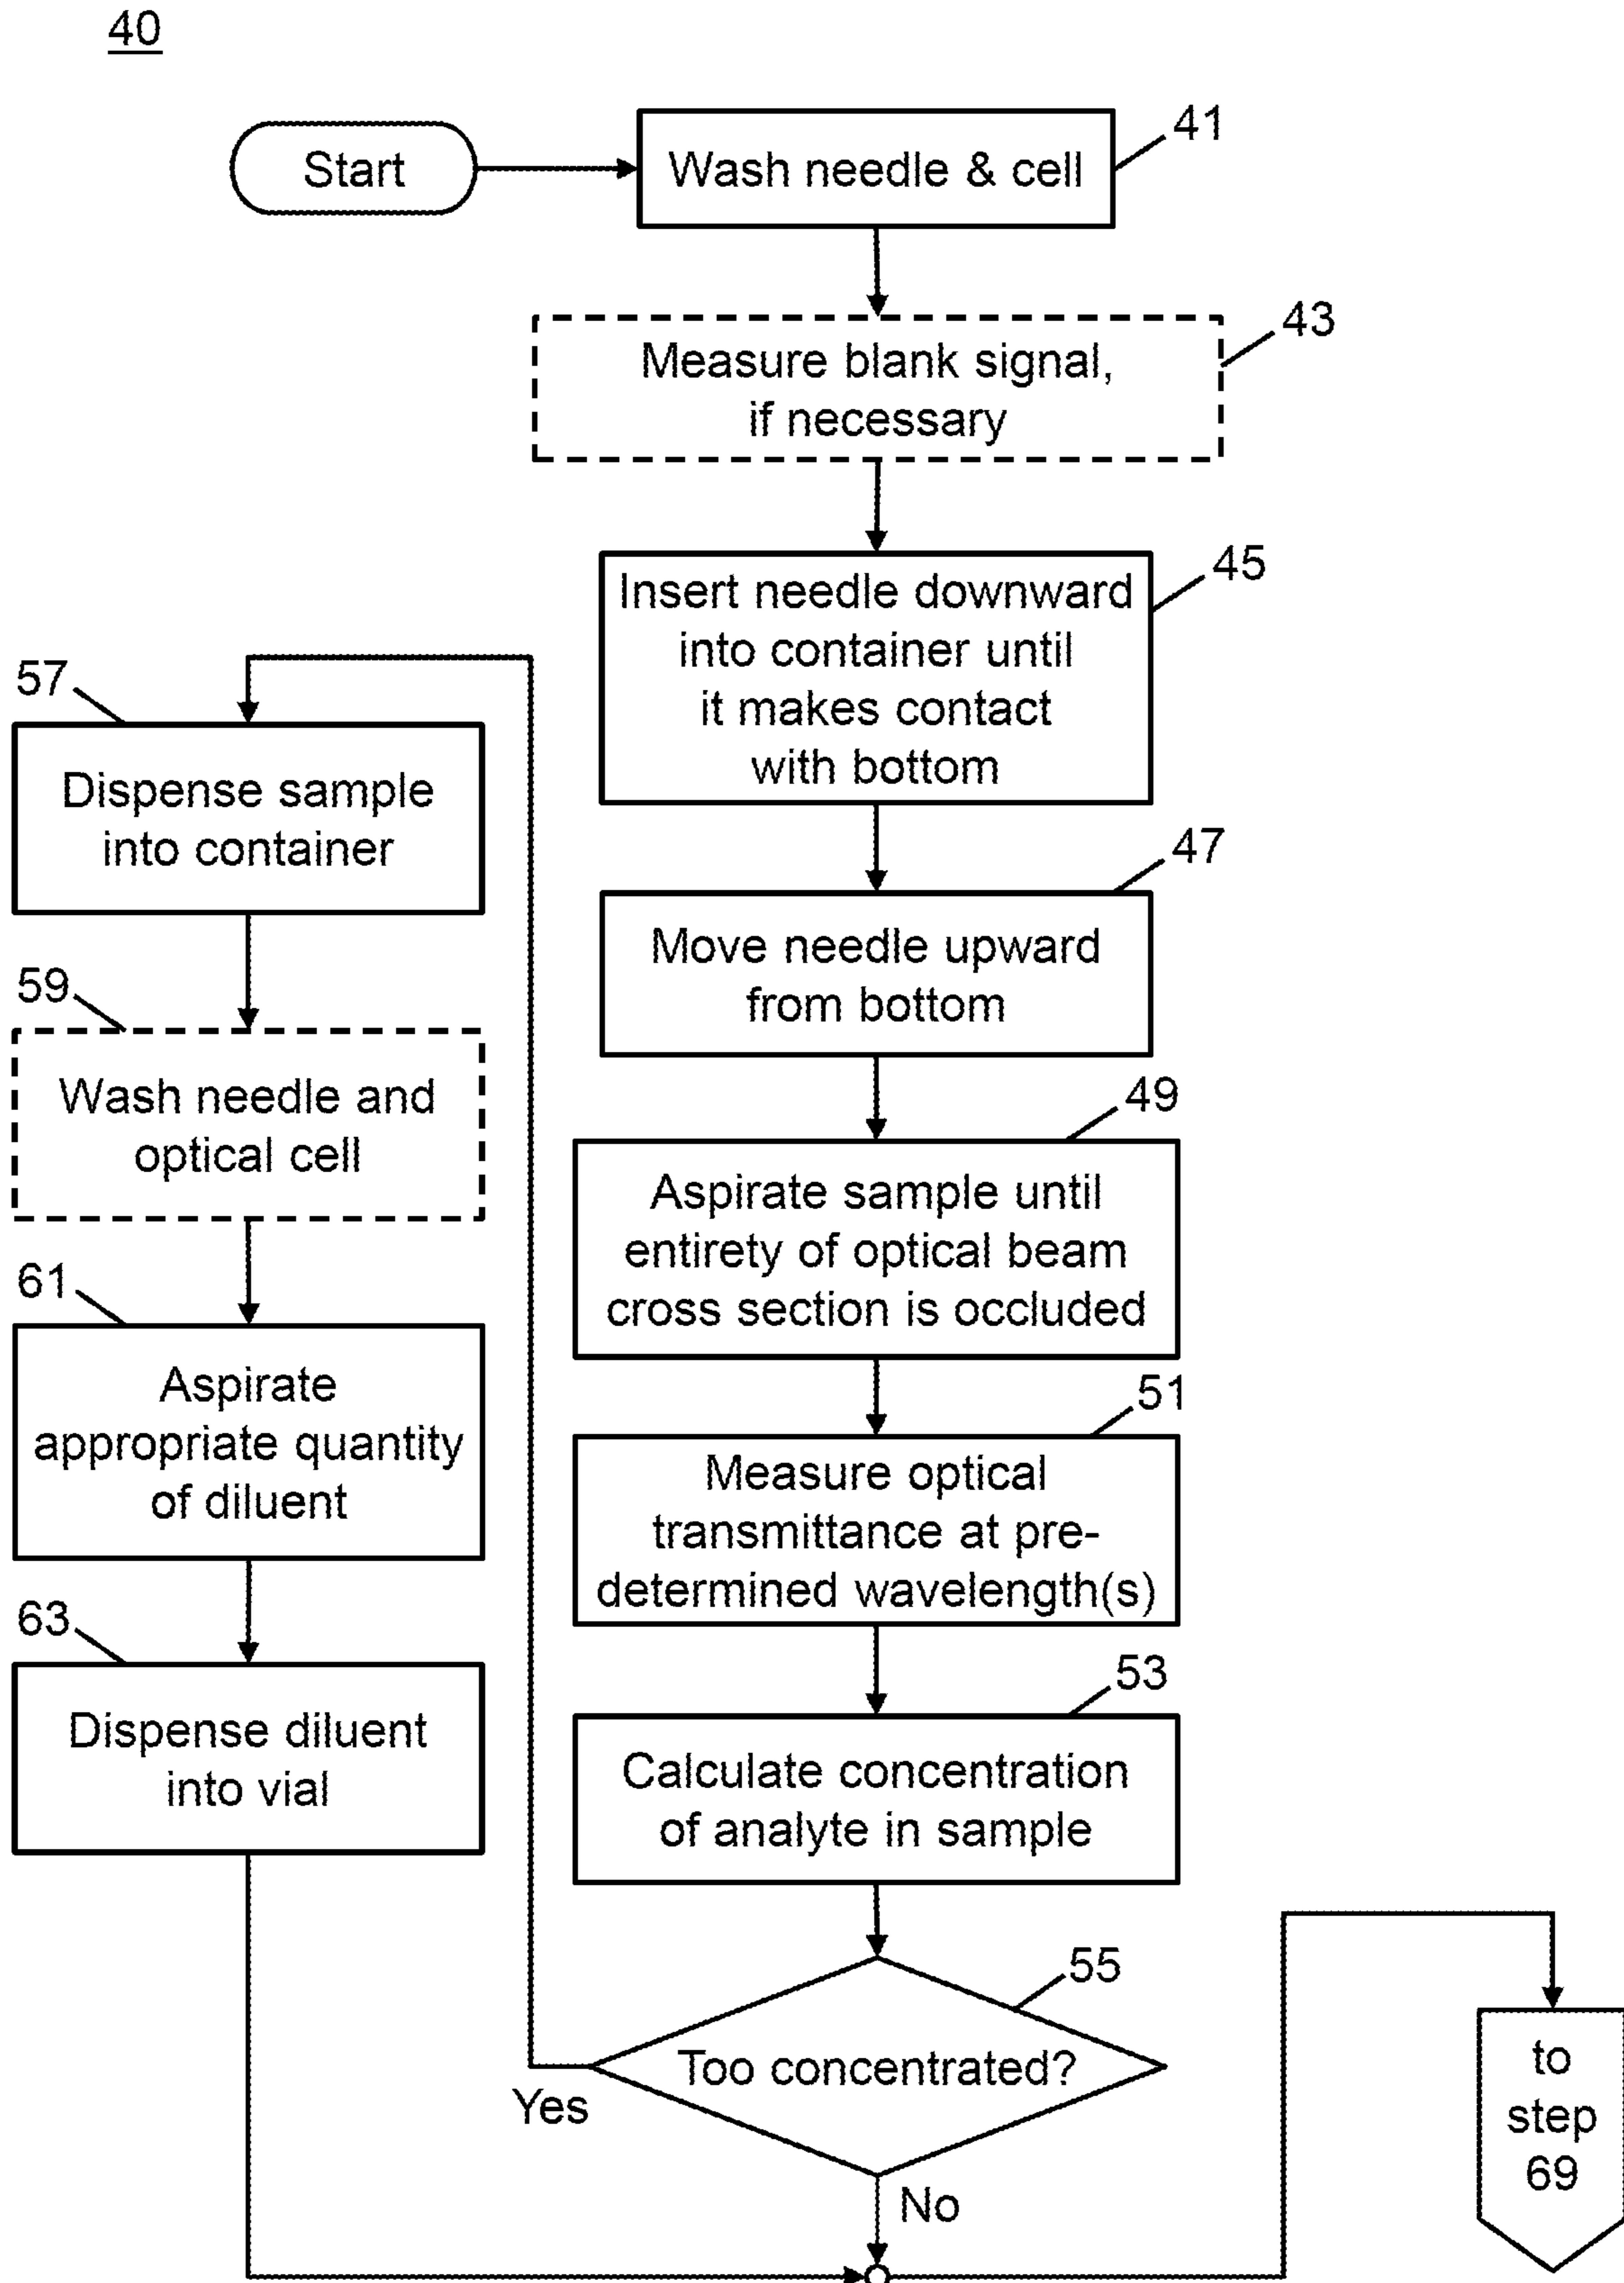 40
Start
Wash needle & cell
41
Measure blank signal,
if necessary
43
Insert needle downward
into container until
it makes contact
with bottom
45
Move needle upward
from bottom
47
Aspirate sample until
entirety of optical beam
cross section is occluded
49
Measure optical
transmittance at pre-
determined wavelength(s)
51
Calculate concentration
of analyte in sample
53
Too concentrated?
55
Yes
No
57
Dispense sample
into container
59
Wash needle and
optical cell
61
Aspirate
appropriate quantity
of diluent
63
Dispense diluent
into vial
to
step
69